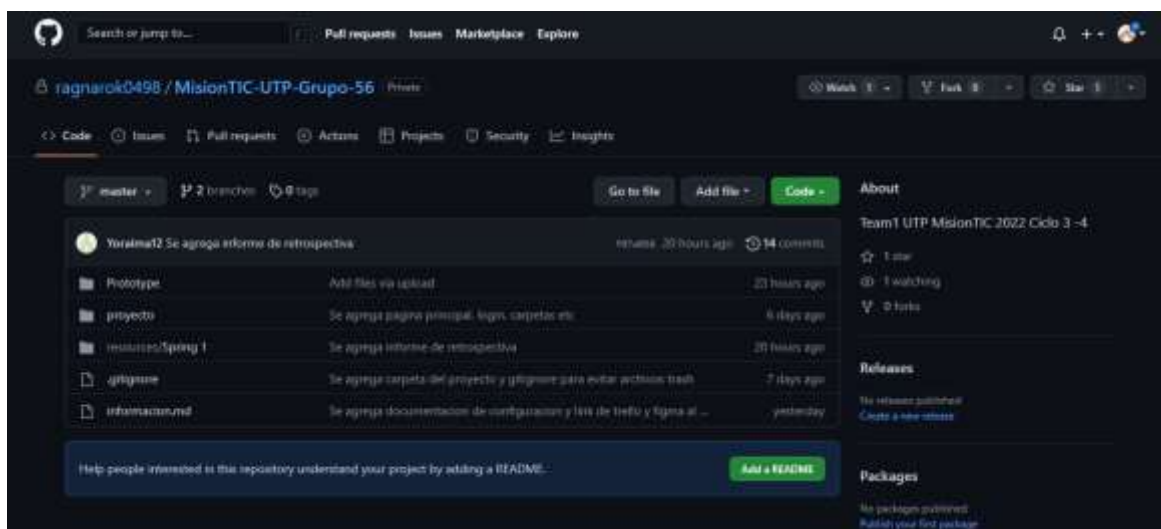 Search or jump to... / Pull requests Issues Marketplace Explore
ragnarok0498 / MisionTIC-UTP-Grupo-56 Private Watch 1 Fork 0 Star 1
Code Issues Pull requests Actions Projects Security Insights
master 2 branches 0 tags Go to file Add file Code
Yoraima12 Se agrega informe de retrospectiva 20 hours ago 14 commits
Prototype Add files via upload 23 hours ago
proyecto Se agrega pagina principal, login, carpetas etc 6 days ago
resources/Spring 1 Se agrega informe de retrospectiva 20 hours ago
.gitignore Se agrega carpeta del proyecto y gitignore para evitar archivos trash 7 days ago
informacion.md Se agrega documentacion de configuracion y link de trello y figma al ... yesterday
Help people interested in this repository understand your project by adding a README. Add a README
About
Team1 UTP MisionTIC 2022 Ciclo 3 -4
1 star
1 watching
0 forks
Releases
No releases published
Create a new release
Packages
No packages published
Publish your first package